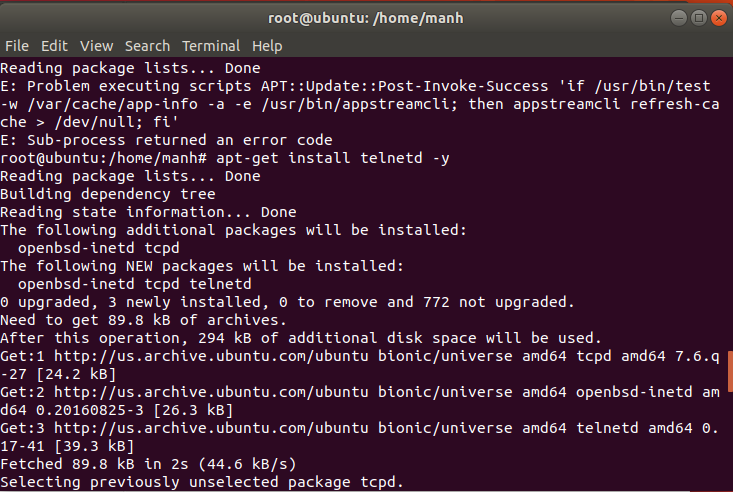 root@ubuntu: /home/manh
File Edit View Search Terminal Help
Reading package lists... Done
E: Problem executing scripts APT::Update::Post-Invoke-Success 'if /usr/bin/test
-w /var/cache/app-info -a -e /usr/bin/appstreamcli; then appstreamcli refresh-ca
che > /dev/null; fi'
E: Sub-process returned an error code
root@ubuntu:/home/manh# apt-get install telnetd -y
Reading package lists... Done
Building dependency tree
Reading state information... Done
The following additional packages will be installed:
  openbsd-inetd tcpd
The following NEW packages will be installed:
  openbsd-inetd tcpd telnetd
0 upgraded, 3 newly installed, 0 to remove and 772 not upgraded.
Need to get 89.8 kB of archives.
After this operation, 294 kB of additional disk space will be used.
Get:1 http://us.archive.ubuntu.com/ubuntu bionic/universe amd64 tcpd amd64 7.6.q
-27 [24.2 kB]
Get:2 http://us.archive.ubuntu.com/ubuntu bionic/universe amd64 openbsd-inetd am
d64 0.20160825-3 [26.3 kB]
Get:3 http://us.archive.ubuntu.com/ubuntu bionic/universe amd64 telnetd amd64 0.
17-41 [39.3 kB]
Fetched 89.8 kB in 2s (44.6 kB/s)
Selecting previously unselected package tcpd.